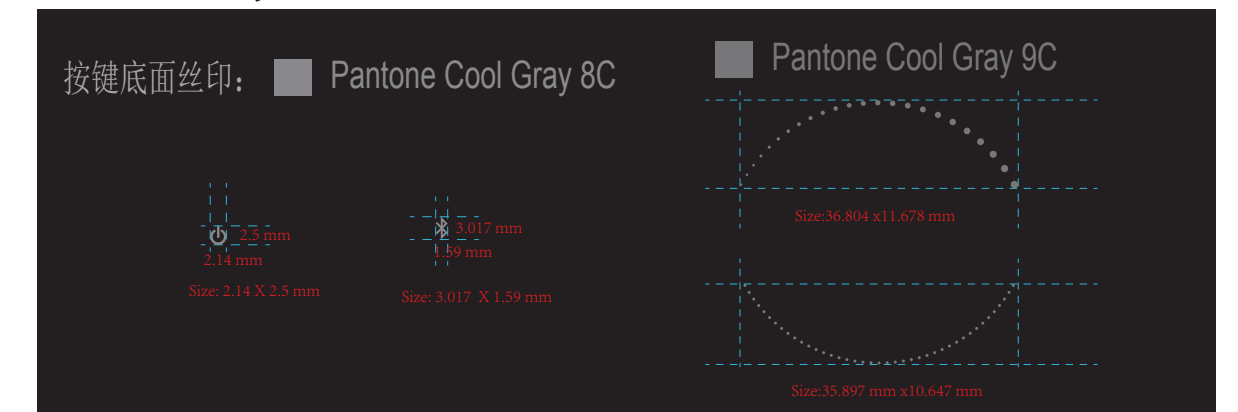 按键底面丝印: Pantone Cool Gray 8C
Pantone Cool Gray 9C
2.5 mm
2.14 mm
Size: 2.14 X 2.5 mm
3.017 mm
1.59 mm
Size: 3.017 X 1.59 mm
Size:36.804 x11.678 mm
Size:35.897 mm x10.647 mm